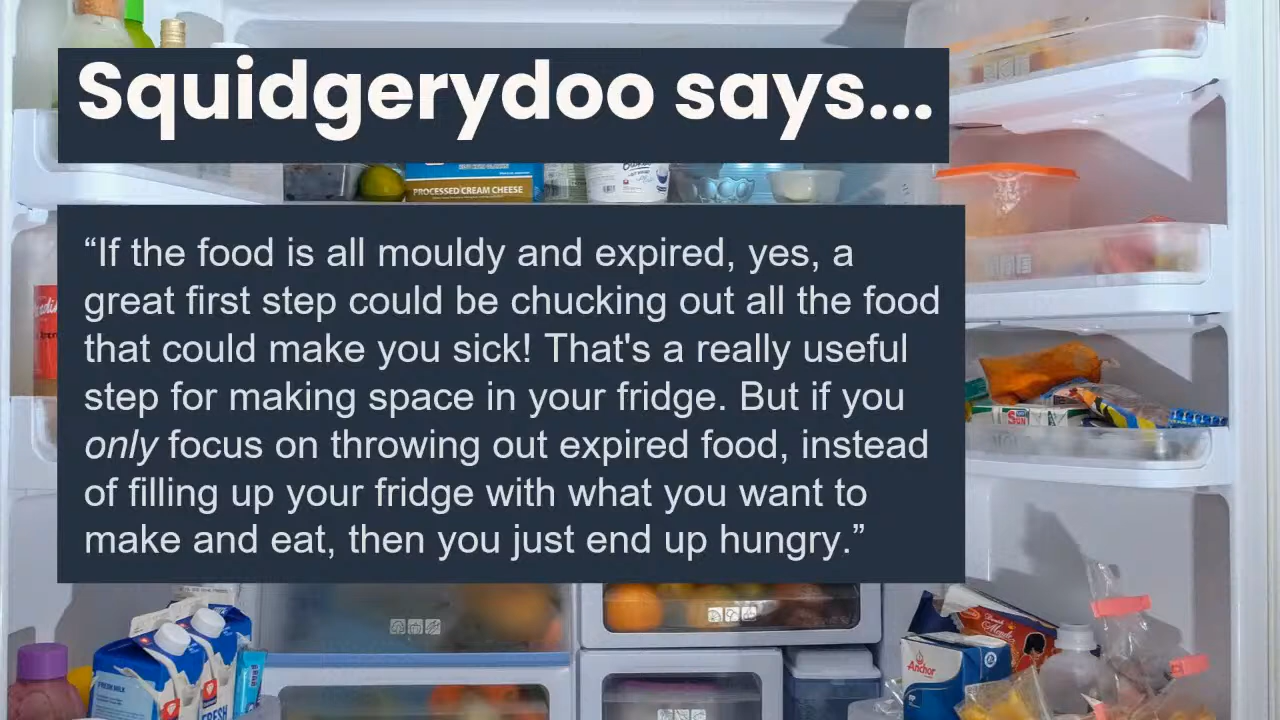 Squidgerydoo says...
PROCESSED CREAM CHEESE
“If the food is all mouldy and expired, yes, a
great first step could be chucking out all the food
that could make you sick! That's a really useful
step for making space in your fridge. But if you
only focus on throwing out expired food, instead
of filling up your fridge with what you want to
make and eat, then you just end up hungry.”
SUN
Anchor
FRESH MILK
FRESH